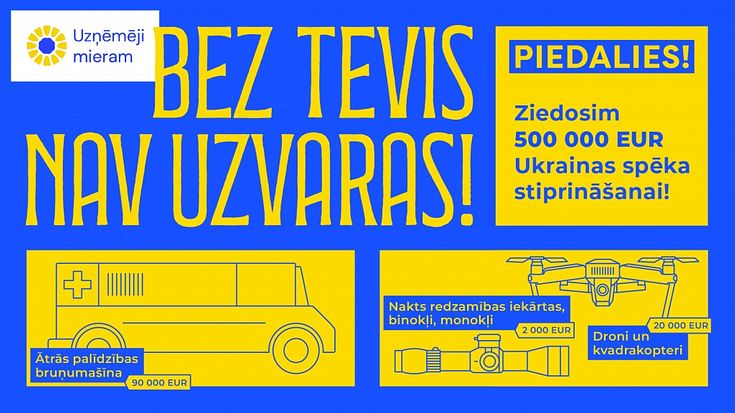 Uzņēmēji
mieram
BEZ TEVIS
NAV UZVARAS!
PIEDALIES!
Ziedosim
500 000 EUR
Ukrainas spēka
stiprināšanai!
Ātrās palīdzības
bruņumašīna
90 000 EUR
Nakts redzamības iekārtas,
binokļi, monokļi
2 000 EUR
Droni un
kvadrakopteri
20 000 EUR